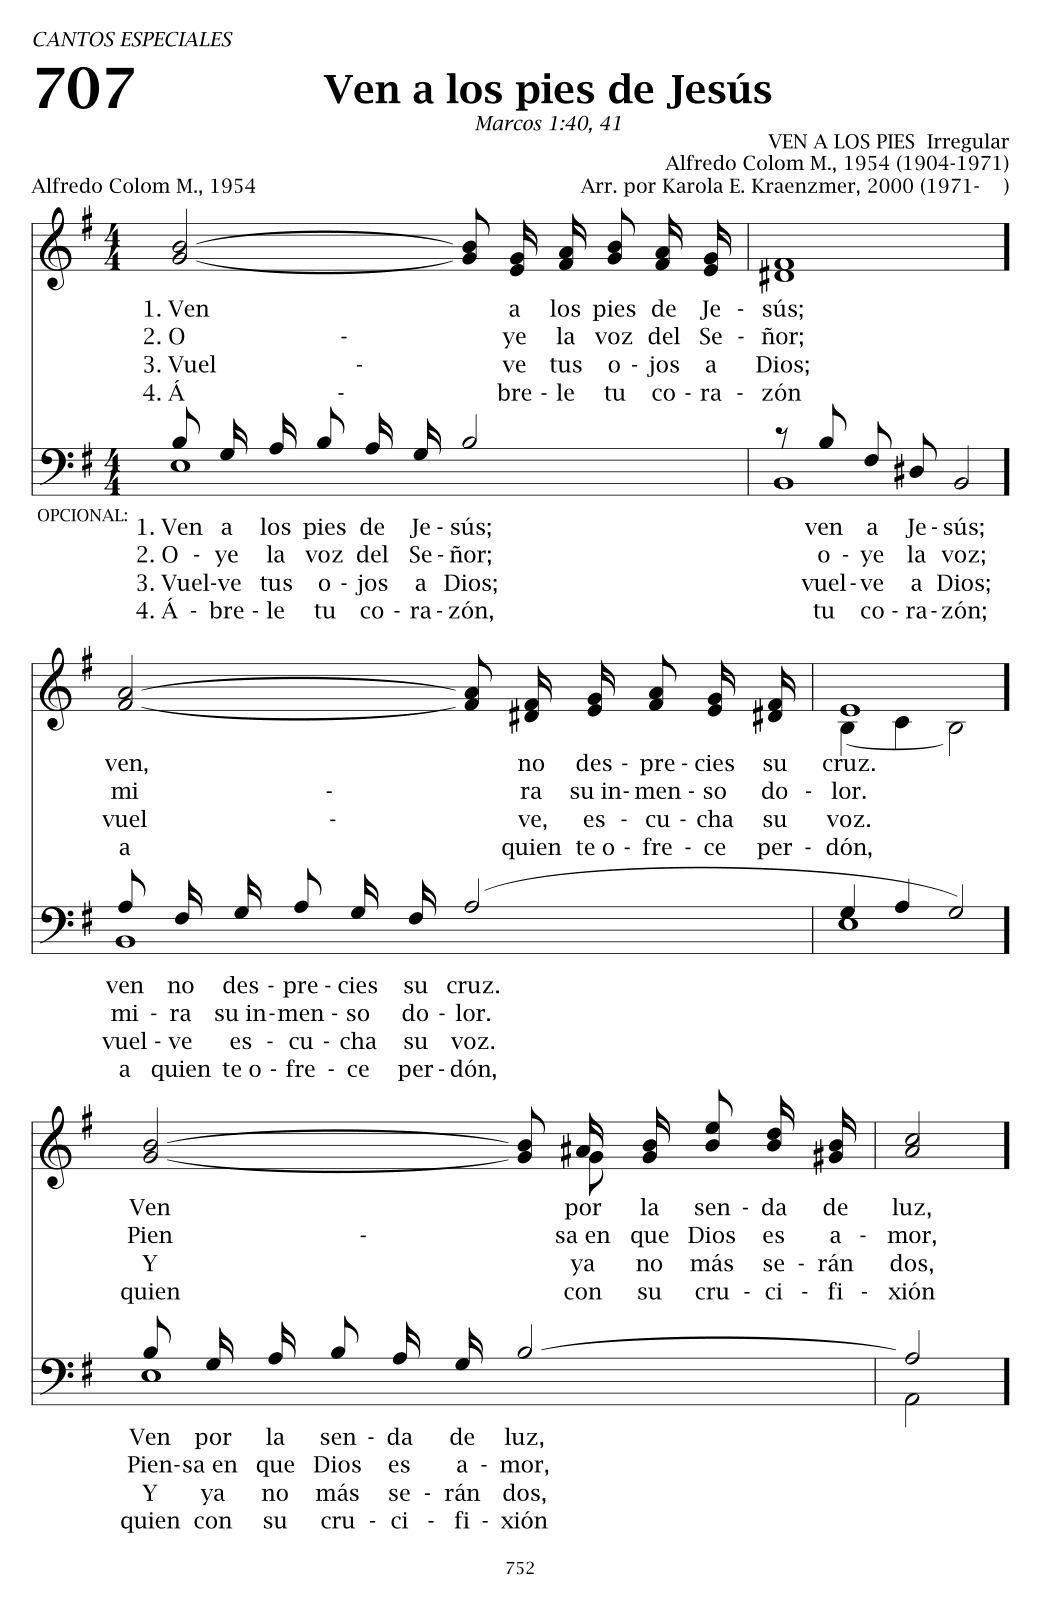 CANTOS ESPECIALES
707
Ven a los pies de Jesús
Marcos 1:40, 41
VEN A LOS PIES  Irregular
Alfredo Colom M., 1954 (1904-1971)
Alfredo Colom M., 1954
Arr. por Karola E. Kraenzmer, 2000 (1971-    )
1. Ven a los pies de Je - sús;
2. O - ye la voz del Se - ñor;
3. Vuel - ve tus o - jos a Dios;
4. Á - bre - le tu co - ra - zón
OPCIONAL:
1. Ven a los pies de Je - sús; ven a Je - sús;
2. O - ye la voz del Se - ñor; o - ye la voz;
3. Vuel-ve tus o - jos a Dios; vuel - ve a Dios;
4. Á - bre - le tu co - ra - zón, tu co - ra - zón;
ven, no des - pre - cies su cruz.
mi - ra su in - men - so do - lor.
vuel - ve, es - cu - cha su voz.
a quien te o - fre - ce per - dón,
ven no des - pre - cies su cruz.
mi - ra su in - men - so do - lor.
vuel - ve es - cu - cha su voz.
a quien te o - fre - ce per - dón,
Ven por la sen - da de luz,
Pien - sa en que Dios es a - mor,
Y ya no más se - rán dos,
quien con su cru - ci - fi - xión
Ven por la sen - da de luz,
Pien-sa en que Dios es a - mor,
Y ya no más se - rán dos,
quien con su cru - ci - fi - xión
752